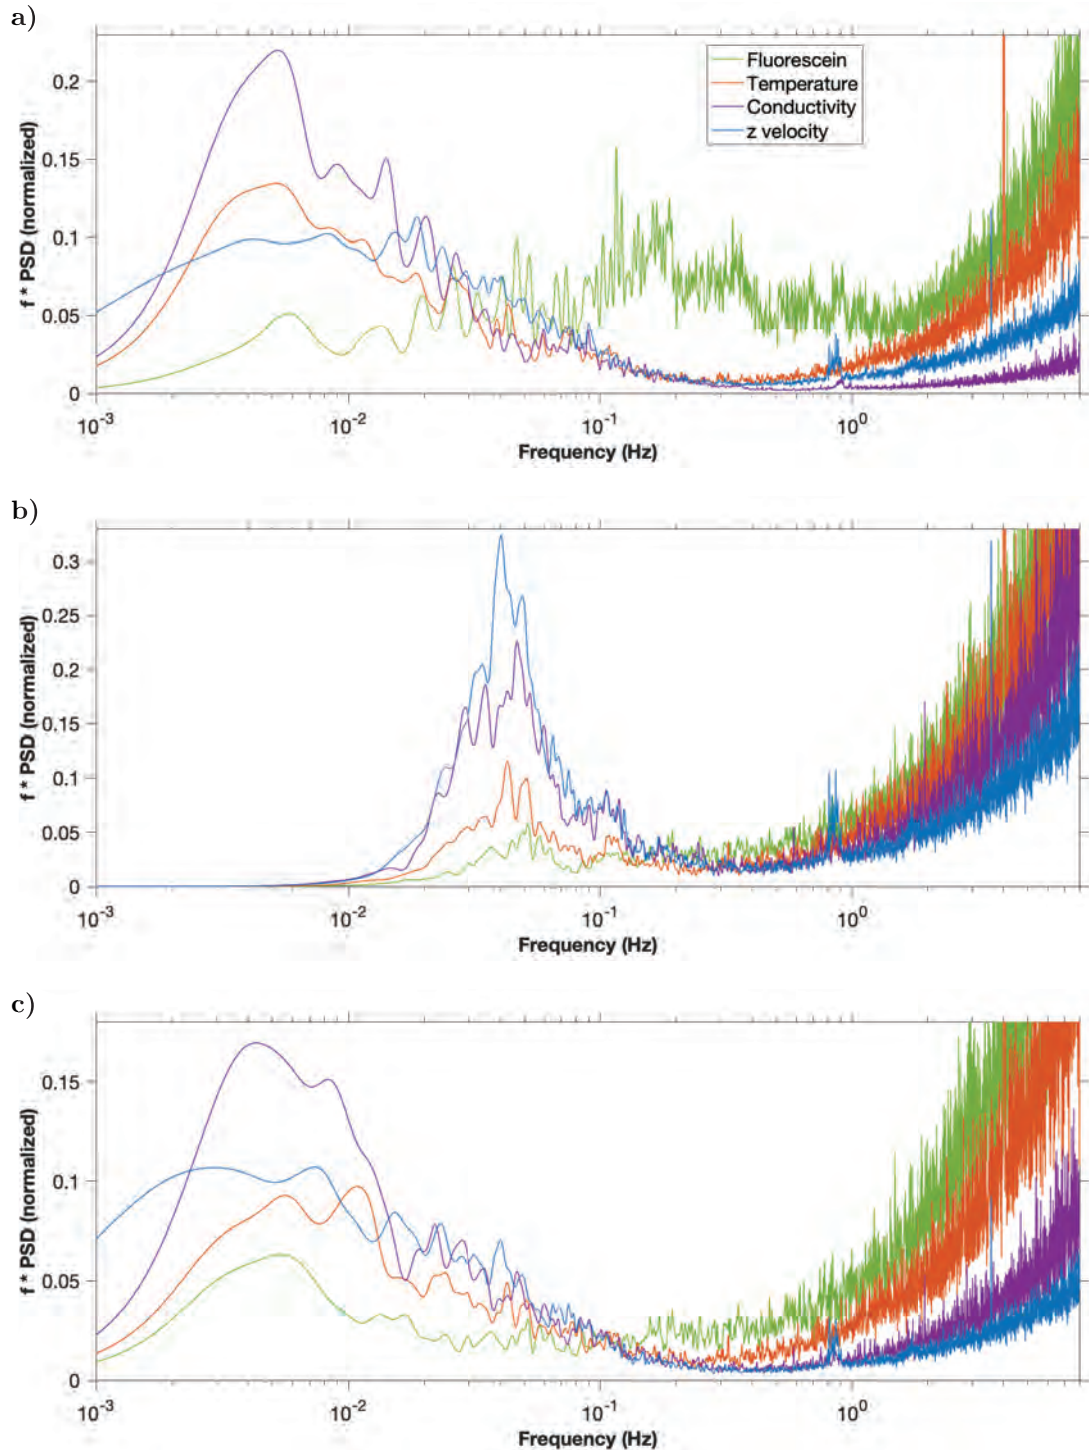 a)
f * PSD (normalized)
0.2
0.15
0.1
0.05
0
Fluorescein
Temperature
Conductivity
z velocity
10^-3
10^-2
10^-1
10^0
Frequency (Hz)
b)
f * PSD (normalized)
0.3
0.25
0.2
0.15
0.1
0.05
0
10^-3
10^-2
10^-1
10^0
Frequency (Hz)
c)
f * PSD (normalized)
0.15
0.1
0.05
0
10^-3
10^-2
10^-1
10^0
Frequency (Hz)